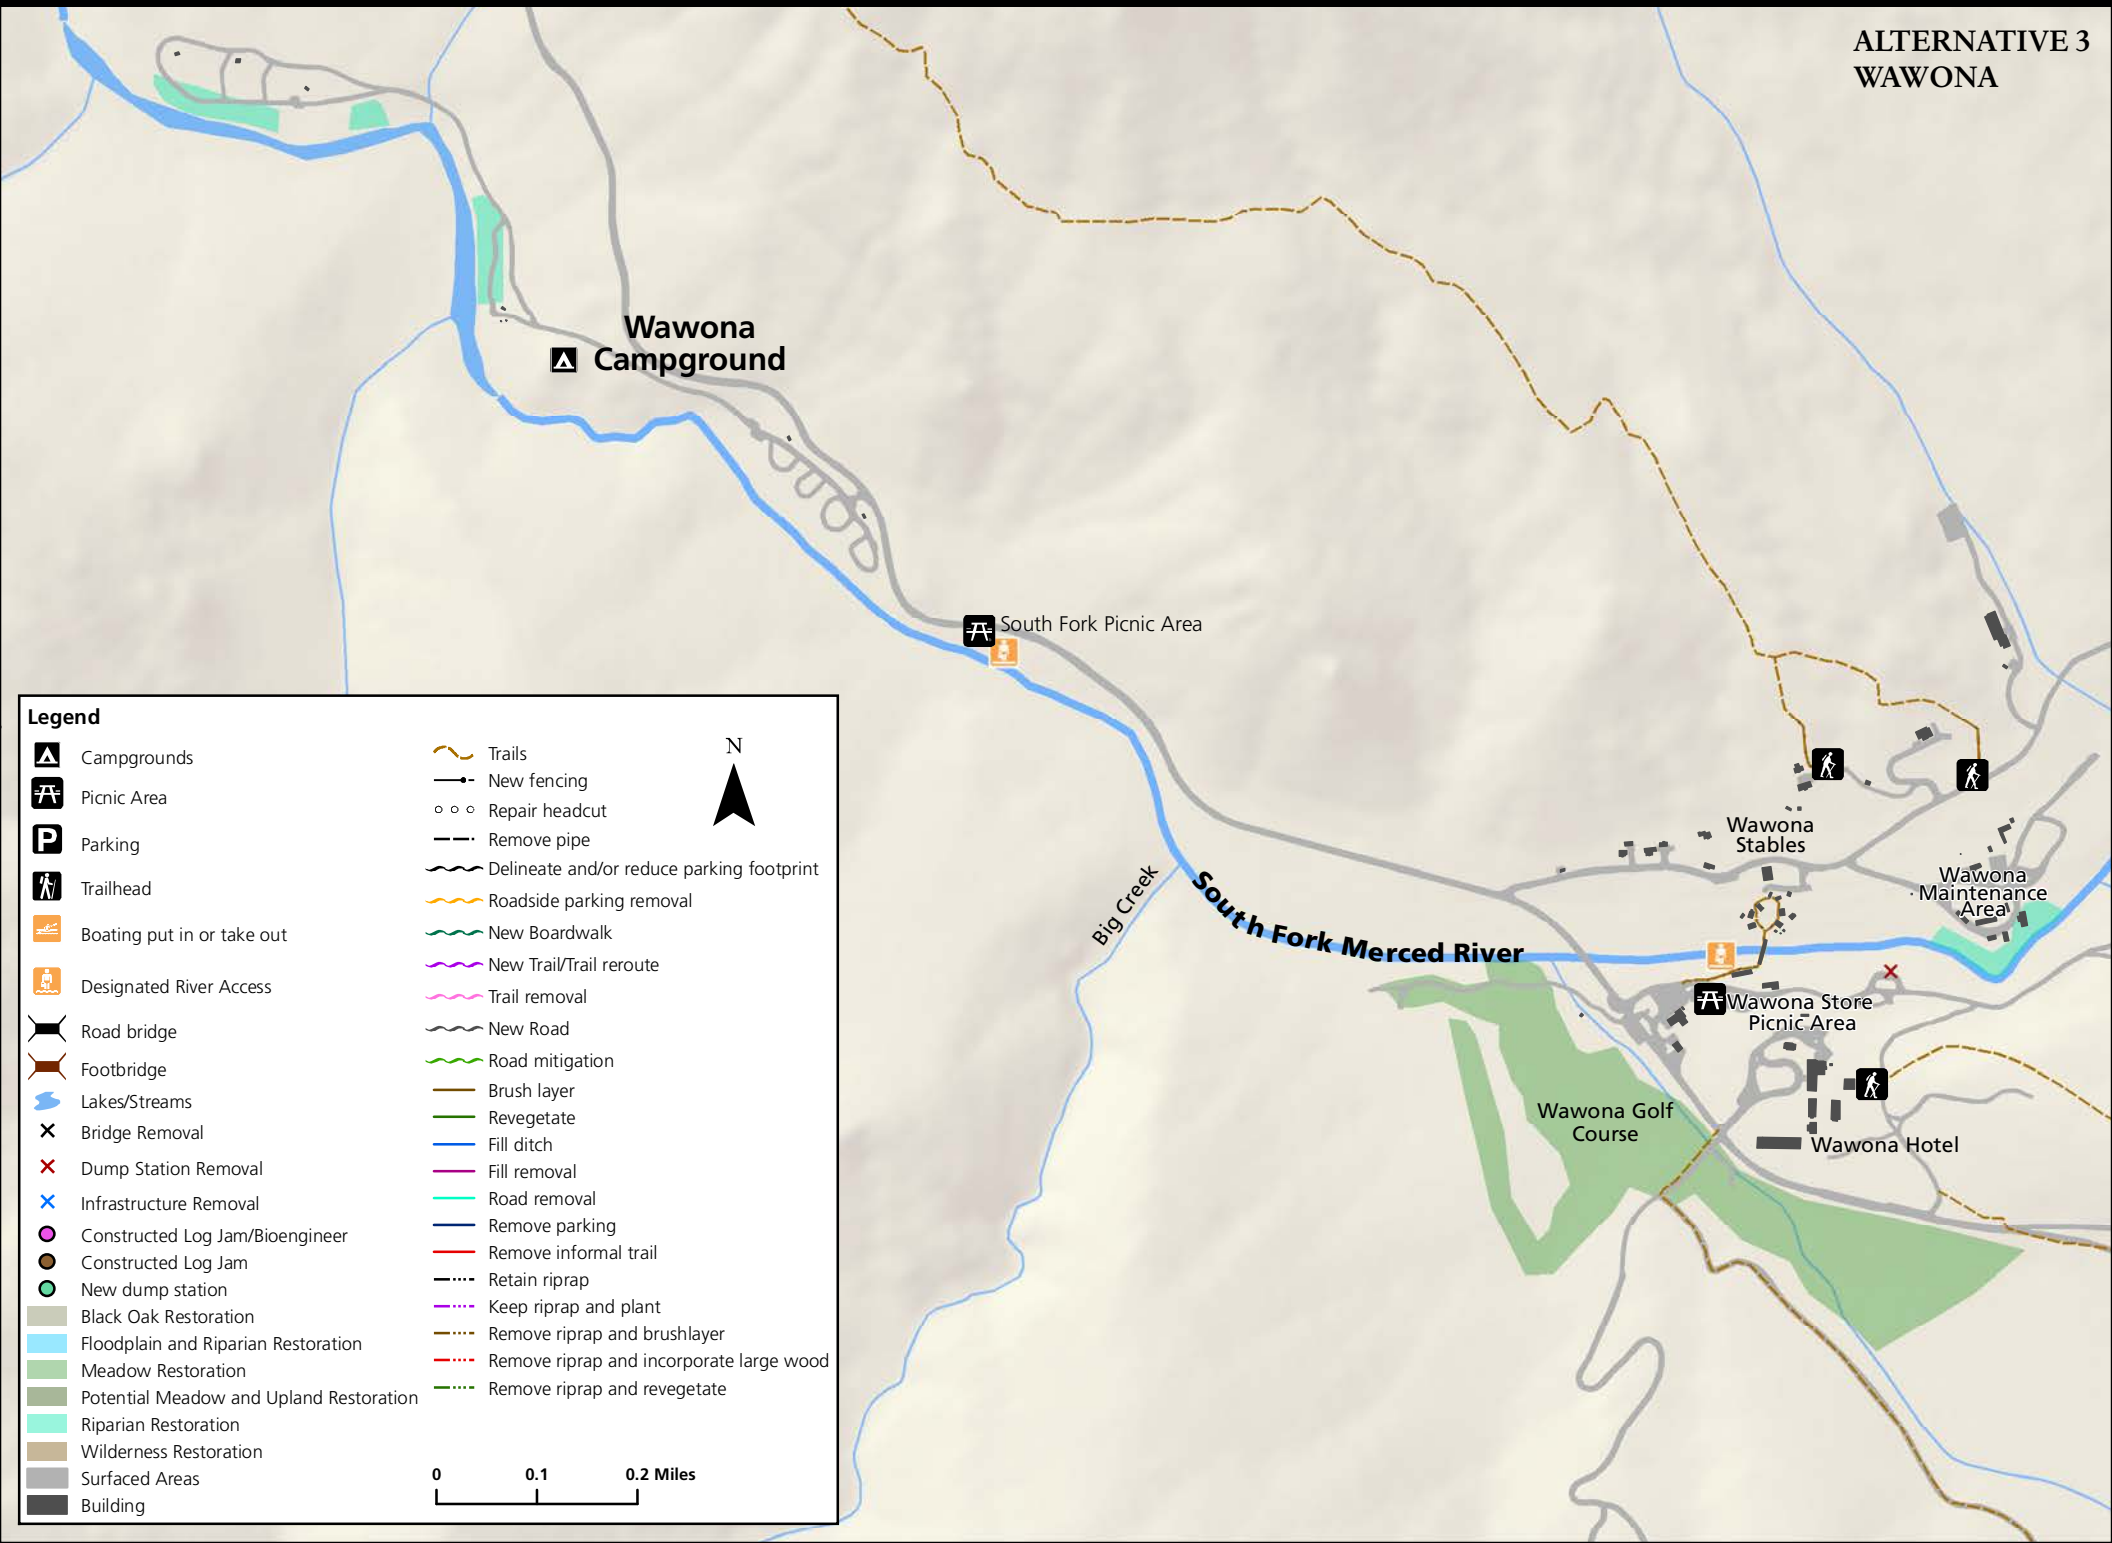 ALTERNATIVE 3
WAWONA
Wawona
Campground
South Fork Picnic Area
Wawona
Stables
Wawona
Maintenance
Area
Big Creek
South Fork Merced River
Wawona Store
Picnic Area
Wawona Golf
Course
Wawona Hotel
Legend
Campgrounds
Picnic Area
P
Parking
Trailhead
Boating put in or take out
Designated River Access
Road bridge
Footbridge
Lakes/Streams
Bridge Removal
Dump Station Removal
Infrastructure Removal
Constructed Log Jam/Bioengineer
Constructed Log Jam
New dump station
Black Oak Restoration
Floodplain and Riparian Restoration
Meadow Restoration
Potential Meadow and Upland Restoration
Riparian Restoration
Wilderness Restoration
Surfaced Areas
Building
Trails
New fencing
Repair headcut
Remove pipe
Delineate and/or reduce parking footprint
Roadside parking removal
New Boardwalk
New Trail/Trail reroute
Trail removal
New Road
Road mitigation
Brush layer
Revegetate
Fill ditch
Fill removal
Road removal
Remove parking
Remove informal trail
Retain riprap
Keep riprap and plant
Remove riprap and brushlayer
Remove riprap and incorporate large wood
Remove riprap and revegetate
N
0 0.1 0.2 Miles